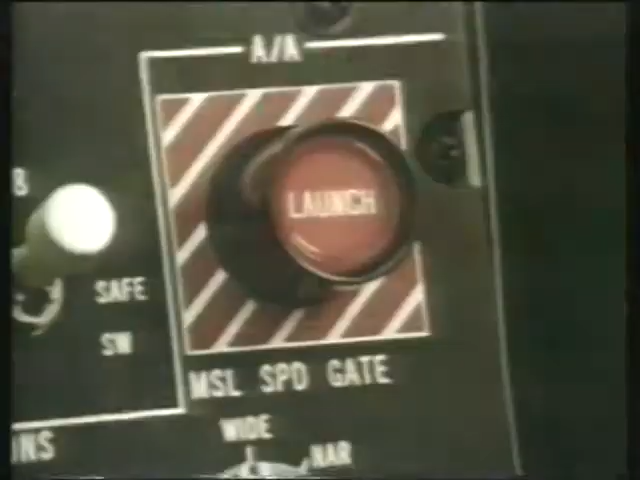 A/A
B
LAUNCH
SAFE
SW
MSL SPD GATE
WIDE
NAR